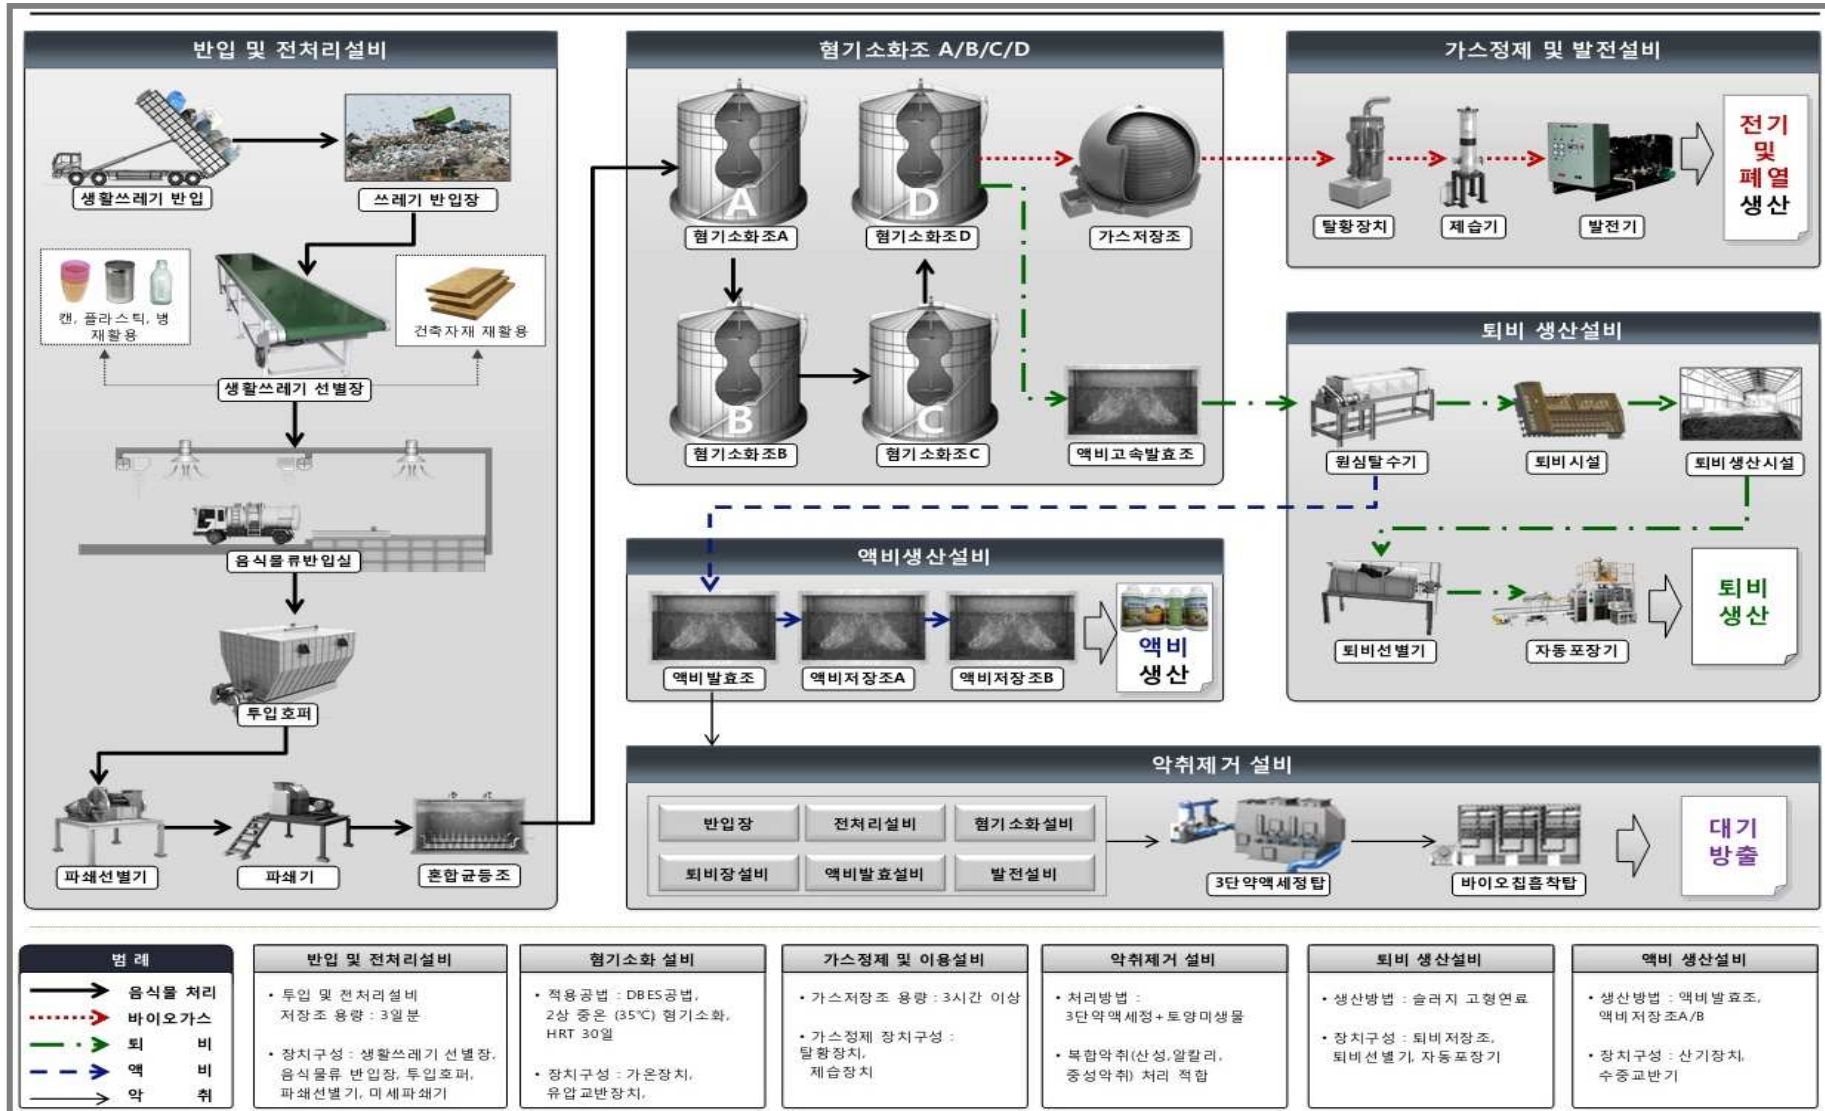 반입 및 전처리설비
생활쓰레기 반입
쓰레기 반입장
캔, 플라스틱, 병
재활용
건축자재 재활용
생활쓰레기 선별장
음식물류반입실
투입호퍼
파쇄선별기
파쇄기
혼합균등조
혐기소화조 A/B/C/D
A
D
혐기소화조A
혐기소화조D
가스저장조
B
C
혐기소화조B
혐기소화조C
액비고속발효조
가스정제 및 발전설비
탈황장치
제습기
발전기
전기
및
폐열
생산
퇴비 생산설비
원심탈수기
퇴비시설
퇴비생산시설
퇴비선별기
자동포장기
퇴비
생산
액비생산설비
액비발효조
액비저장조A
액비저장조B
액비
생산
악취제거 설비
반입장
전처리설비
혐기소화설비
퇴비장설비
액비발효설비
발전설비
3단약액세정탑
바이오칩흡착탑
대기
방출
범 례
음식물 처리
바이오가스
퇴 비
액 비
악 취
반입 및 전처리설비
• 투입 및 전처리설비
저장조 용량 : 3일분
• 장치구성 : 생활쓰레기 선별장,
음식물류 반입장, 투입호퍼,
파쇄선별기, 미세파쇄기
혐기소화 설비
• 적용공법 : DBES공법,
2상 중온 (35℃) 혐기소화,
HRT 30일
• 장치구성 : 가온장치,
유압교반장치,
가스정제 및 이용설비
• 가스저장조 용량 : 3시간 이상
• 가스정제 장치구성 :
탈황장치,
제습장치
악취제거 설비
• 처리방법 :
3단약액세정+토양미생물
• 복합악취(산성,알칼리,
중성악취) 처리 적합
퇴비 생산설비
• 생산방법 : 슬러지 고형연료
• 장치구성 : 퇴비저장조,
퇴비선별기, 자동포장기
액비 생산설비
• 생산방법 : 액비발효조,
액비저장조A/B
• 장치구성 : 산기장치,
수중교반기